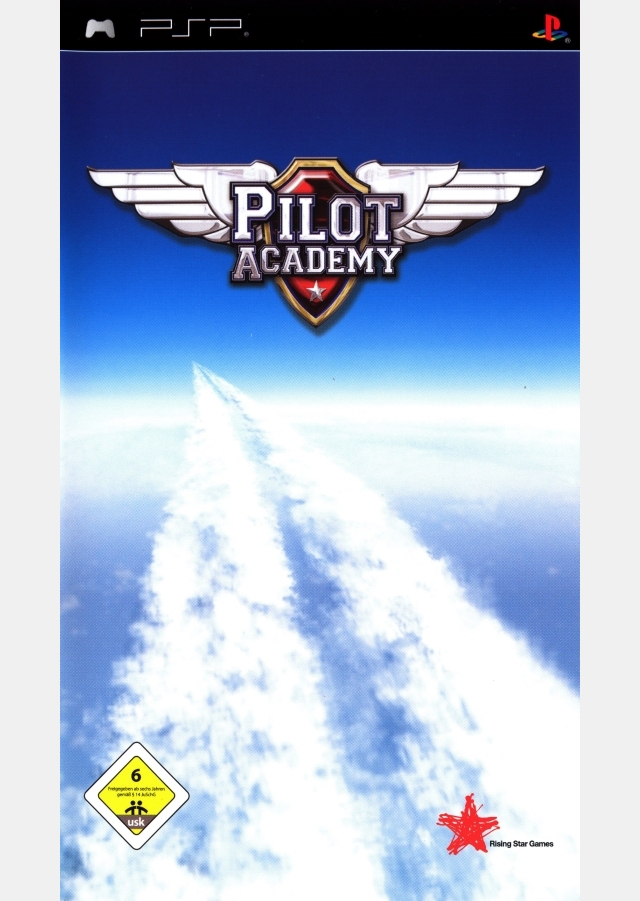 PSP
PILOT
ACADEMY
6
Freigegeben ab sechs Jahren
gemäß § 14 JuSchG.
usk
Rising Star Games